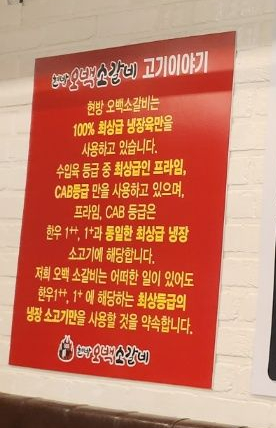 현방 오백소갈비 고기이야기
현방 오백소갈비는
100% 최상급 냉장육만을
사용하고 있습니다.
수입육 등급 중 최상급인 프라임,
CAB등급 만을 사용하고 있으며,
프라임, CAB 등급은
한우 1⁺⁺, 1⁺과 동일한 최상급 냉장
소고기에 해당합니다.
저희 오백 소갈비는 어떠한 일이 있어도
한우1⁺⁺, 1⁺ 에 해당하는 최상등급의
냉장 소고기만을 사용할 것을 약속합니다.
현방 오백소갈비